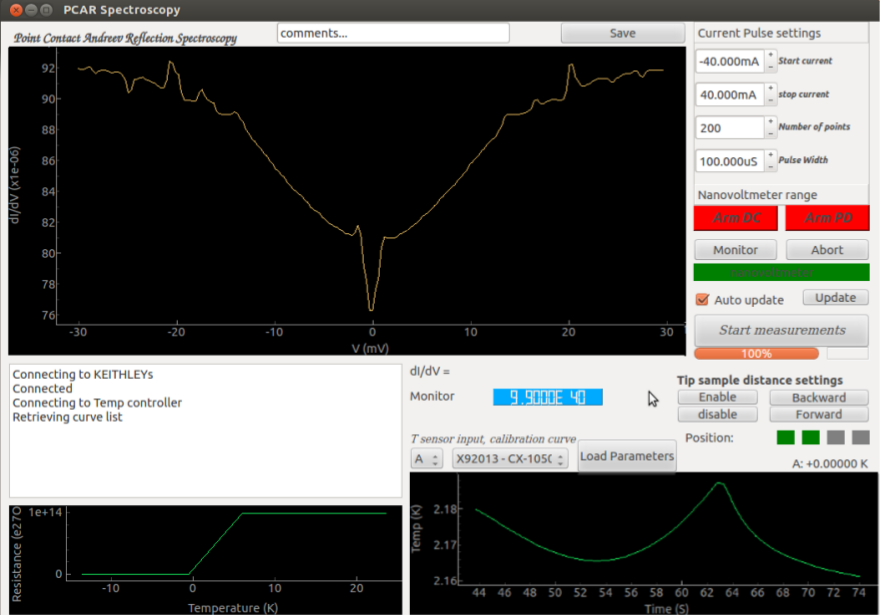 PCAR Spectroscopy
Point Contact Andreev Reflection Spectroscopy
comments...
Save
Current Pulse settings
-40.000mA Start current
40.000mA stop current
200 Number of points
100.000uS Pulse Width
Nanovoltmeter range
Arm DC Arm PD
Monitor Abort
Auto update Update
Start measurements
100%
dI/dV (x1e-06)
92
90
88
86
84
82
80
78
76
-30 -20 -10 0 10 20 30
V (mV)
Connecting to KEITHLEYs
Connected
Connecting to Temp controller
Retrieving curve list
dI/dV =
Monitor 9.9000E 40
Tip sample distance settings
Enable Backward
disable Forward
Position:
T sensor input, calibration curve
A X92013 - CX-105 Load Parameters
A: +0.00000 K
Resistance (e27
1e+14
0
-10 0 10 20
Temperature (K)
Temp (K)
2.18
2.17
2.16
44 46 48 50 52 54 56 58 60 62 64 66 68 70 72 74
Time (S)